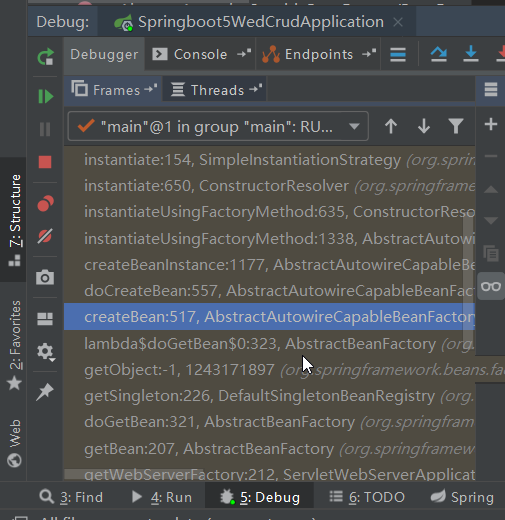 Debug: Springboot5WedCrudApplication ×
Debugger Console Endpoints
Frames Threads
"main"@1 in group "main": RU...
instantiate:154, SimpleInstantiationStrategy (org.sprin
instantiate:650, ConstructorResolver (org.springframe
instantiateUsingFactoryMethod:635, ConstructorReso
instantiateUsingFactoryMethod:1338, AbstractAutowi
createBeanInstance:1177, AbstractAutowireCapableBe
doCreateBean:557, AbstractAutowireCapableBeanFac
createBean:517, AbstractAutowireCapableBeanFactory
lambda$doGetBean$0:323, AbstractBeanFactory (org.
getObject:-1, 1243171897 (org.springframework.beans.fac
getSingleton:226, DefaultSingletonBeanRegistry (org.s
doGetBean:321, AbstractBeanFactory (org.springfram
getBean:207, AbstractBeanFactory (org.springframew
getWebServerFactory:212, ServletWebServerApplicat
7: Structure
2: Favorites
Web
3: Find 4: Run 5: Debug 6: TODO Spring